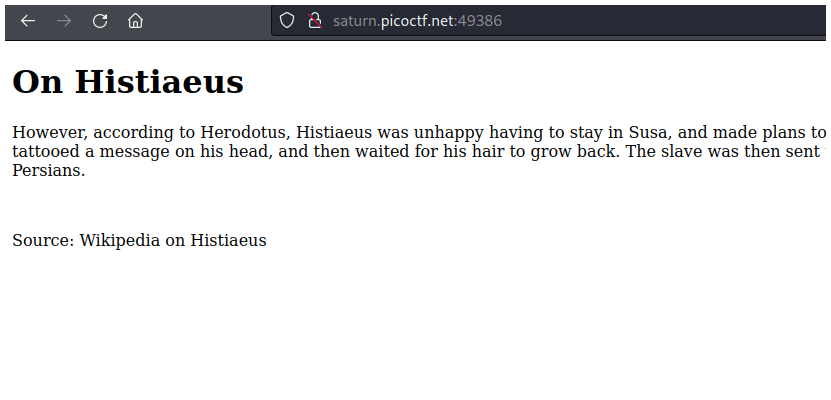 saturn.picoctf.net:49386
On Histiaeus
However, according to Herodotus, Histiaeus was unhappy having to stay in Susa, and made plans to
tattooed a message on his head, and then waited for his hair to grow back. The slave was then sent
Persians.
Source: Wikipedia on Histiaeus